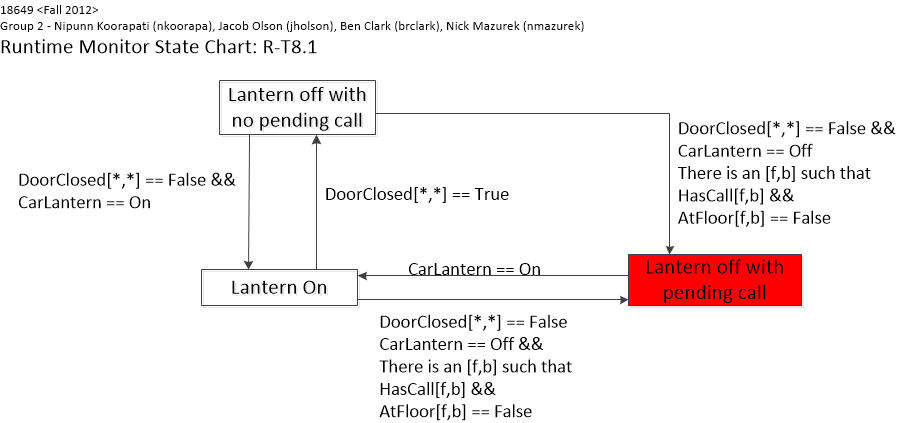 18649 <Fall 2012>
Group 2 - Nipunn Koorapati (nkoorapa), Jacob Olson (jholson), Ben Clark (brclark), Nick Mazurek (nmazurek)
Runtime Monitor State Chart: R-T8.1
Lantern off with
no pending call
DoorClosed[*,*] == False &&
CarLantern == On
DoorClosed[*,*] == True
DoorClosed[*,*] == False &&
CarLantern == Off
There is an [f,b] such that
HasCall[f,b] &&
AtFloor[f,b] == False
Lantern On
CarLantern == On
Lantern off with
pending call
DoorClosed[*,*] == False
CarLantern == Off &&
There is an [f,b] such that
HasCall[f,b] &&
AtFloor[f,b] == False